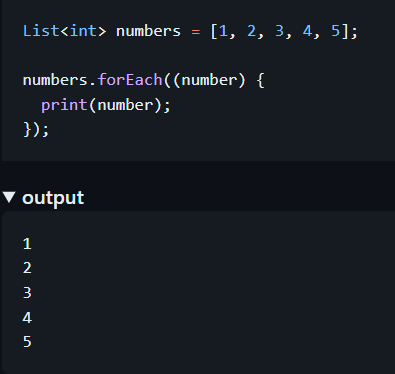 List<int> numbers = [1, 2, 3, 4, 5];
numbers.forEach((number) {
  print(number);
});
output
1
2
3
4
5